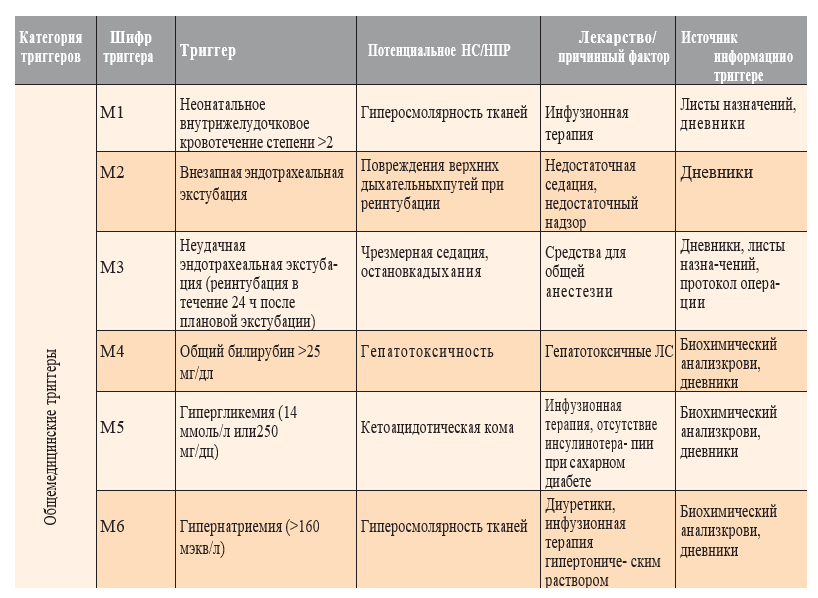 Категория триггеров
Шифр триггера
Триггер
Потенциальное НС/НПР
Лекарство/ причинный фактор
Источник информациио триггере
Общемедицинские триггеры
М1
Неонатальное
внутрижелудочковое
кровотечение степени >2
Гиперосмолярность тканей
Инфузионная
терапия
Листы назначений,
дневники
М2
Внезапная эндотрахеальная
экстубация
Повреждения верхних
дыхательныхпутей при
реинтубации
Недостаточная
седация,
недостаточный
надзор
Дневники
М3
Неудачная
эндотрахеальная экстуба-
ция (реинтубация в
течение 24 ч после
плановой экстубации)
Чрезмерная седация,
остановкадыхания
Средства для
общей
анестезии
Дневники, листы
назна-чений,
протокол опера-
ции
М4
Общий билирубин >25
мг/дл
Гепатотоксичность
Гепатотоксичные ЛС
Биохимический
анализкрови,
дневники
М5
Гипергликемия (14
ммоль/л или250
мг/дц)
Кетоацидотическая кома
Инфузионная
терапия, отсутствие
инсулинотера- пии
при сахарном
диабете
Биохимический
анализкрови,
дневники
М6
Гипернатриемия (>160
мэкв/л)
Гиперосмолярность тканей
Диуретики,
инфузионная
терапия
гипертониче- ским
раствором
Биохимический
анализкрови,
дневники